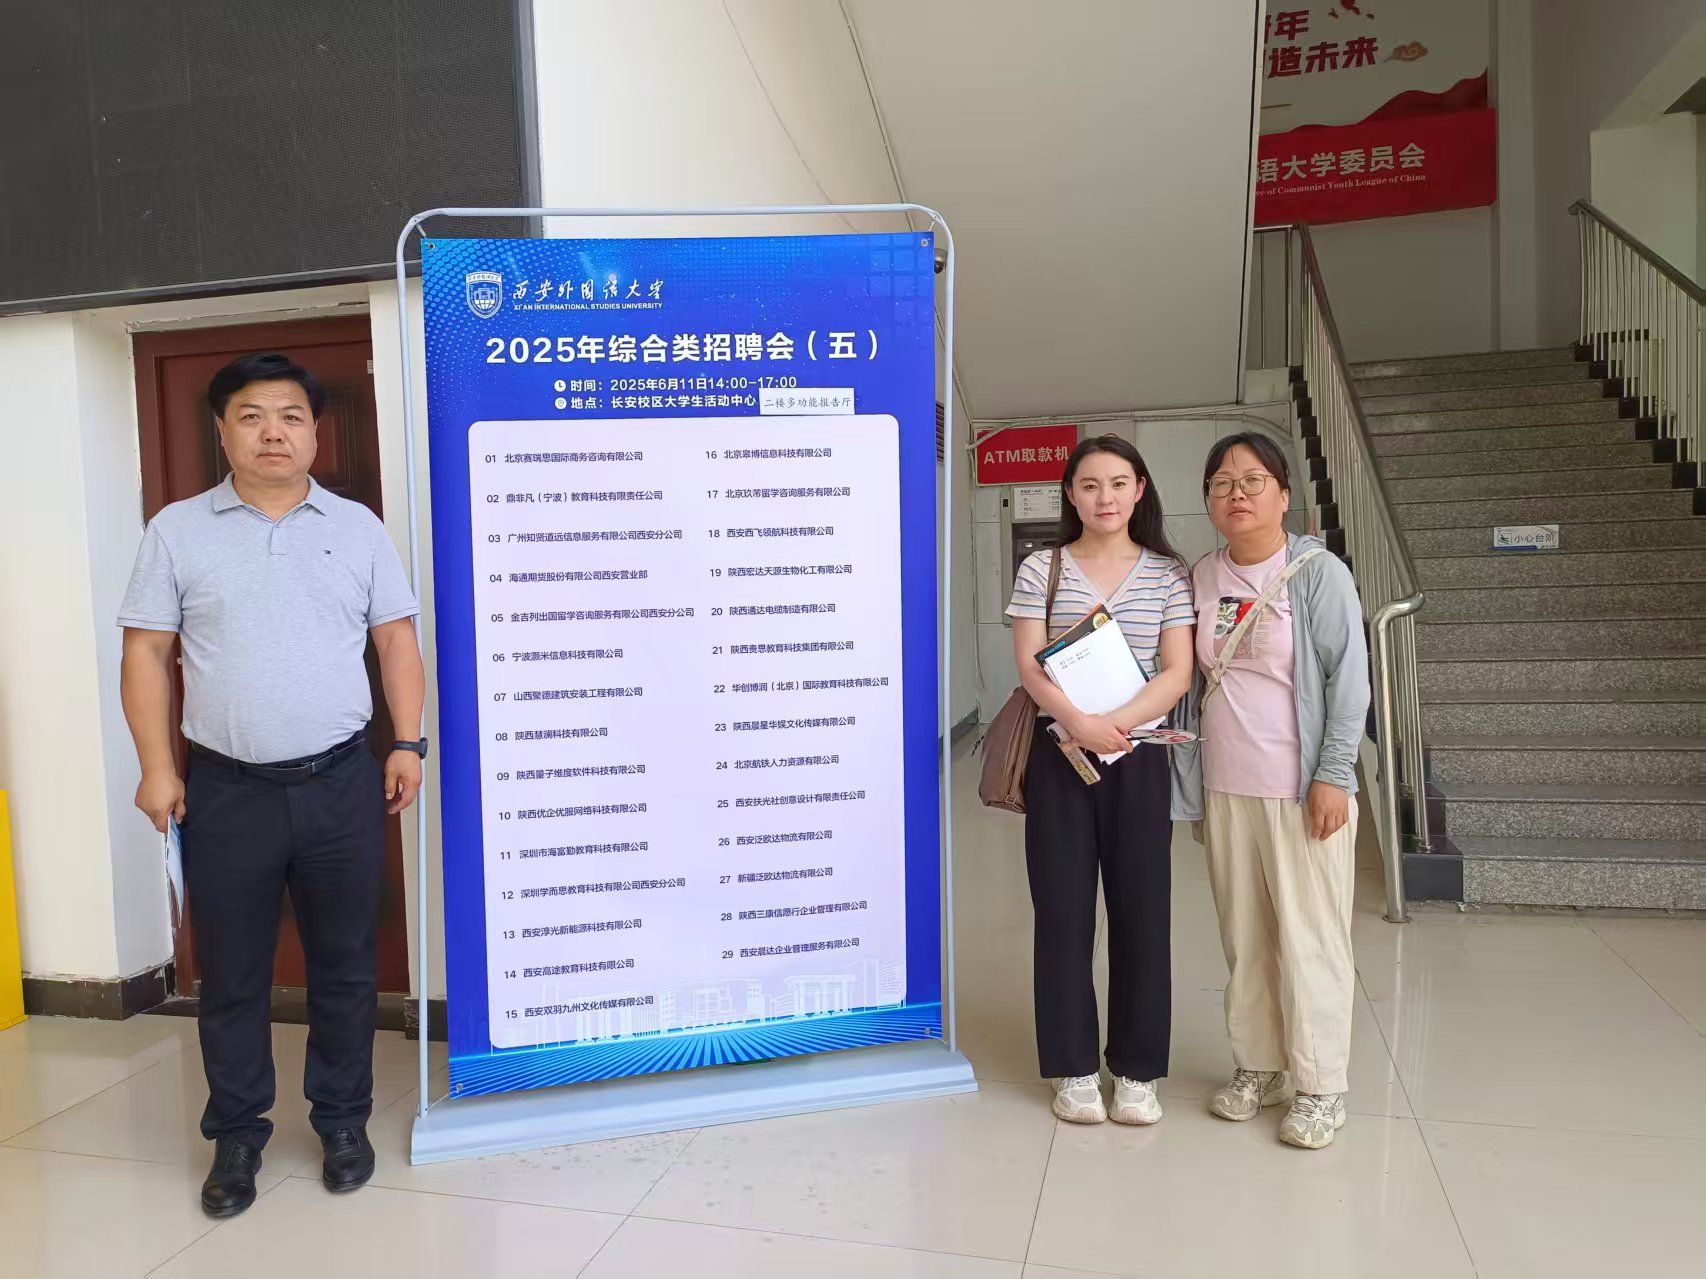 青年
造未来
语大学委员会
ee of Communist Youth League of China
西安外国语大学
XI'AN INTERNATIONAL STUDIES UNIVERSITY
2025年综合类招聘会（五）
时间：2025年6月11日14:00-17:00
地点：长安校区大学生活动中心 二楼多功能报告厅
01 北京赛瑞思国际商务咨询有限公司
02 鼎非凡（宁波）教育科技有限责任公司
03 广州知贤道远信息服务有限公司西安分公司
04 海通期货股份有限公司西安营业部
05 金吉列出国留学咨询服务有限公司西安分公司
06 宁波灏米信息科技有限公司
07 山西聚德建筑安装工程有限公司
08 陕西慧澜科技有限公司
09 陕西量子维度软件科技有限公司
10 陕西优企优服网络科技有限公司
11 深圳市海富勤教育科技有限公司
12 深圳学而思教育科技有限公司西安分公司
13 西安淳光新能源科技有限公司
14 西安高途教育科技有限公司
15 西安双羽九州文化传媒有限公司
16 北京睾博信息科技有限公司
17 北京玖芾留学咨询服务有限公司
18 西安西飞领航科技有限公司
19 陕西宏达天源生物化工有限公司
20 陕西通达电缆制造有限公司
21 陕西贵思教育科技集团有限公司
22 华创博润（北京）国际教育科技有限公司
23 陕西晨星华娱文化传媒有限公司
24 北京航铁人力资源有限公司
25 西安扶光社创意设计有限责任公司
26 西安泛欧达物流有限公司
27 新疆泛欧达物流有限公司
28 陕西三康信愿行企业管理有限公司
29 西安晨达企业管理服务有限公司
ATM取款机
小心台阶